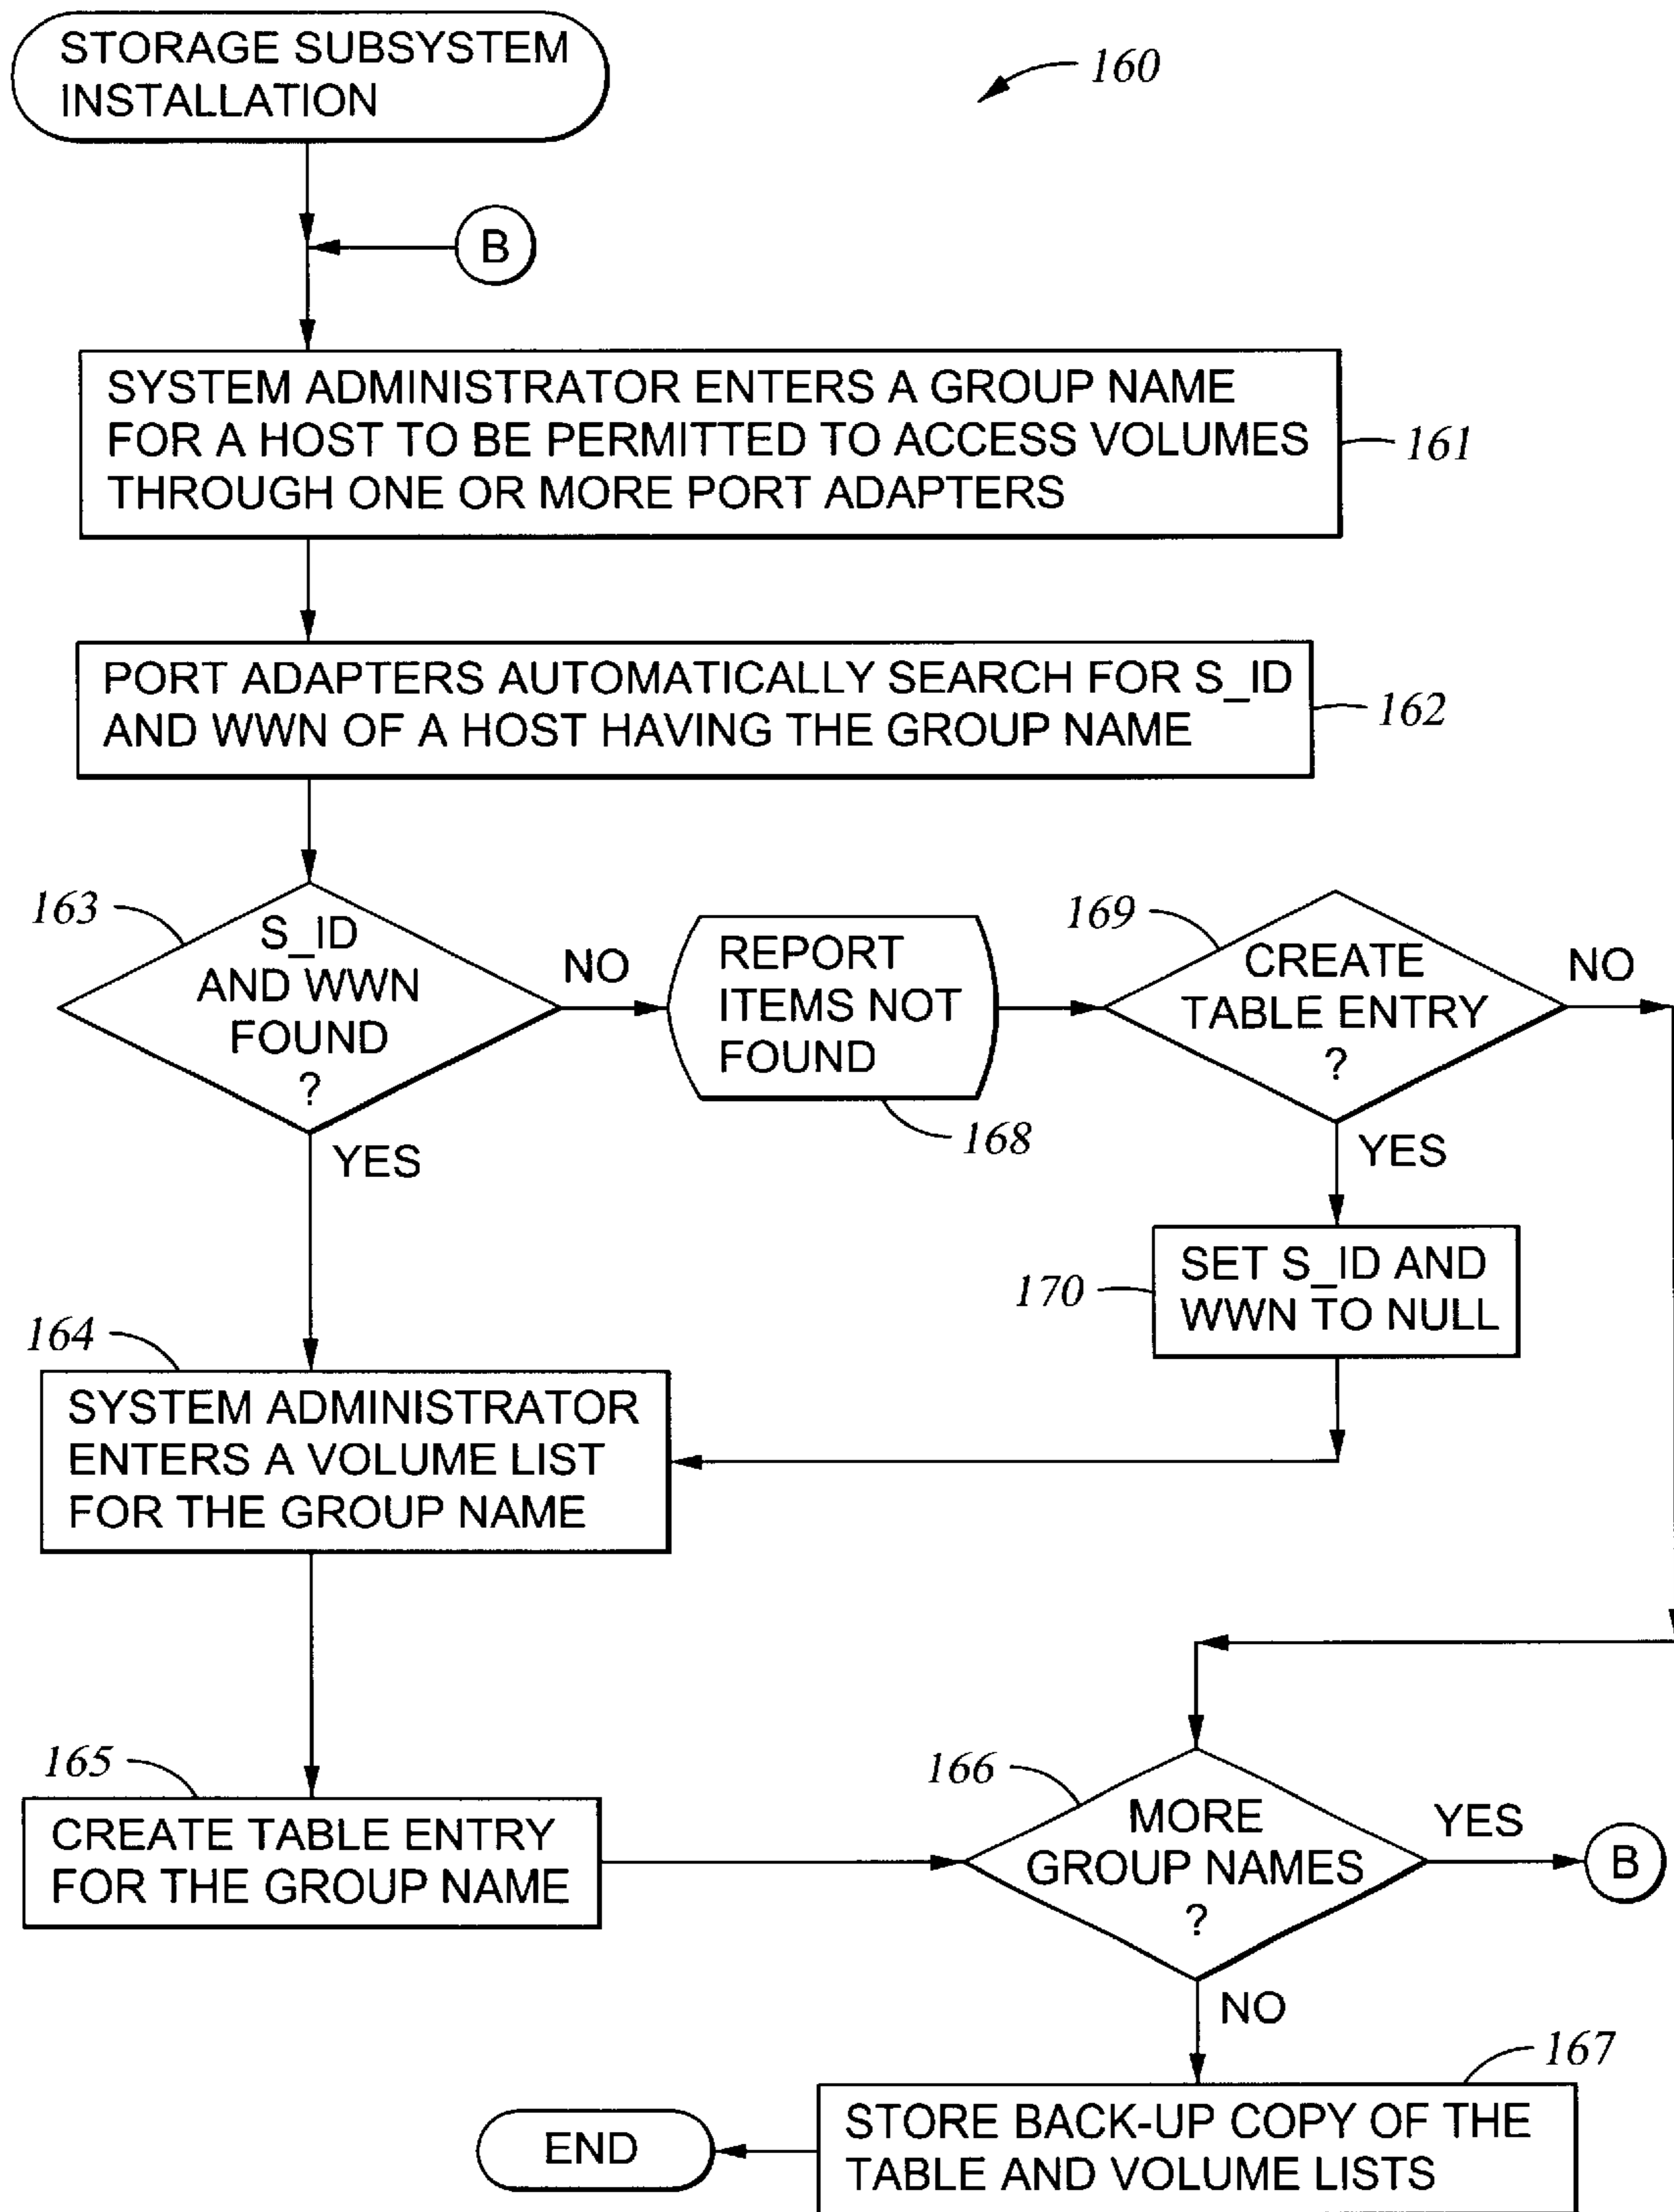 STORAGE SUBSYSTEM
INSTALLATION
160
B
SYSTEM ADMINISTRATOR ENTERS A GROUP NAME
FOR A HOST TO BE PERMITTED TO ACCESS VOLUMES
THROUGH ONE OR MORE PORT ADAPTERS
161
PORT ADAPTERS AUTOMATICALLY SEARCH FOR S_ID
AND WWN OF A HOST HAVING THE GROUP NAME
162
163
S_ID
AND WWN
FOUND
?
NO
YES
REPORT
ITEMS NOT
FOUND
168
169
CREATE
TABLE ENTRY
?
NO
YES
170
SET S_ID AND
WWN TO NULL
164
SYSTEM ADMINISTRATOR
ENTERS A VOLUME LIST
FOR THE GROUP NAME
165
CREATE TABLE ENTRY
FOR THE GROUP NAME
166
MORE
GROUP NAMES
?
YES
B
NO
167
STORE BACK-UP COPY OF THE
TABLE AND VOLUME LISTS
END